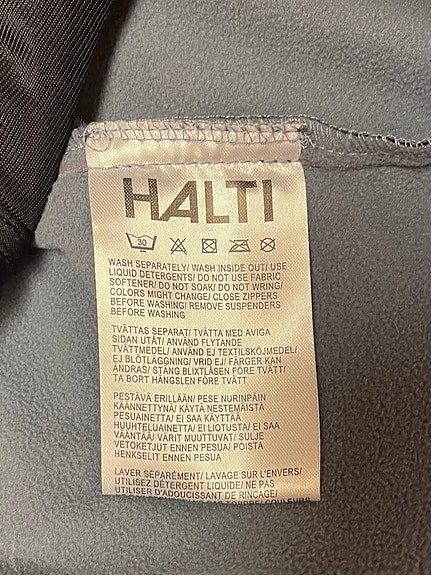 HALTI
30
WASH SEPARATELY/ WASH INSIDE OUT/ USE
LIQUID DETERGENTS/ DO NOT USE FABRIC
SOFTENER/ DO NOT SOAK/ DO NOT WRING/
COLORS MIGHT CHANGE/ CLOSE ZIPPERS
BEFORE WASHING/ REMOVE SUSPENDERS
BEFORE WASHING
TVÄTTAS SEPARAT/ TVÄTTA MED AVIGA
SIDAN UTÅT/ ANVÄND FLYTANDE
TVÄTTMEDEL/ ANVÄND EJ TEXTILSKÖJMEDEL/
EJ BLÖTLÄGGNING/ VRID EJ/ FÄRGER KAN
ÄNDRAS/ STÄNG BLIXTLÅSEN FÖRE TVÄTT/
TA BORT HÄNGSLEN FÖRE TVÄTT
PESTÄVÄ ERILLÄÄN/ PESE NURINPÄIN
KÄÄNNETTYNÄ/ KÄYTÄ NESTEMÄISTÄ
PESUAINETTA/ EI SAA KÄYTTÄÄ
HUUHTELUAINETTA/ EI LIOTUSTA/ EI SAA
VÄÄNTÄÄ/ VÄRIT MUUTTUVAT/ SULJE
VETOKETJUT ENNEN PESUA/ POISTA
HENKSELIT ENNEN PESUA
LAVER SÉPARÉMENT/ LAVAGE SUR L'ENVERS/
UTILISEZ DÉTERGENT LIQUIDE/ NE PAS
UTILISER D'ADOUCISSANT DE RINÇAGE/
TORDRE/ COULEURS